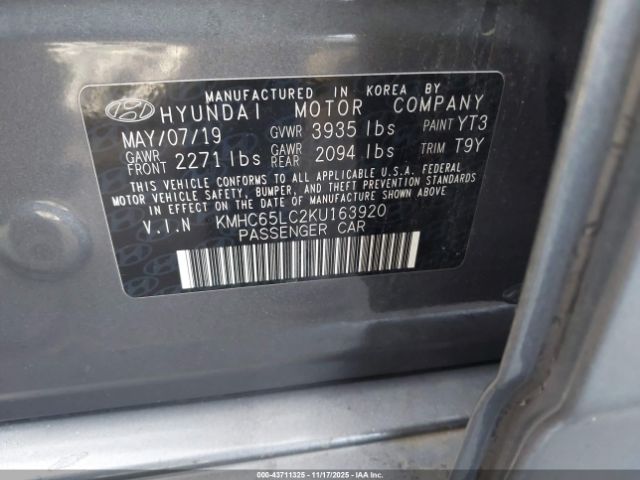 MANUFACTURED IN KOREA BY
HYUNDAI MOTOR COMPANY
MAY/07/19 GVWR 3935 lbs PAINT YT3
GAWR FRONT 2271 lbs GAWR REAR 2094 lbs TRIM T9Y
THIS VEHICLE CONFORMS TO ALL APPLICABLE U.S.A. FEDERAL
MOTOR VEHICLE SAFETY, BUMPER, AND THEFT PREVENTION STANDARDS
IN EFFECT ON THE DATE OF MANUFACTURE SHOWN ABOVE.
V.I.N KMHC65LC2KU163920
PASSENGER CAR
© IAA - 43711325 - 11/17/2025 - IAAI.COM